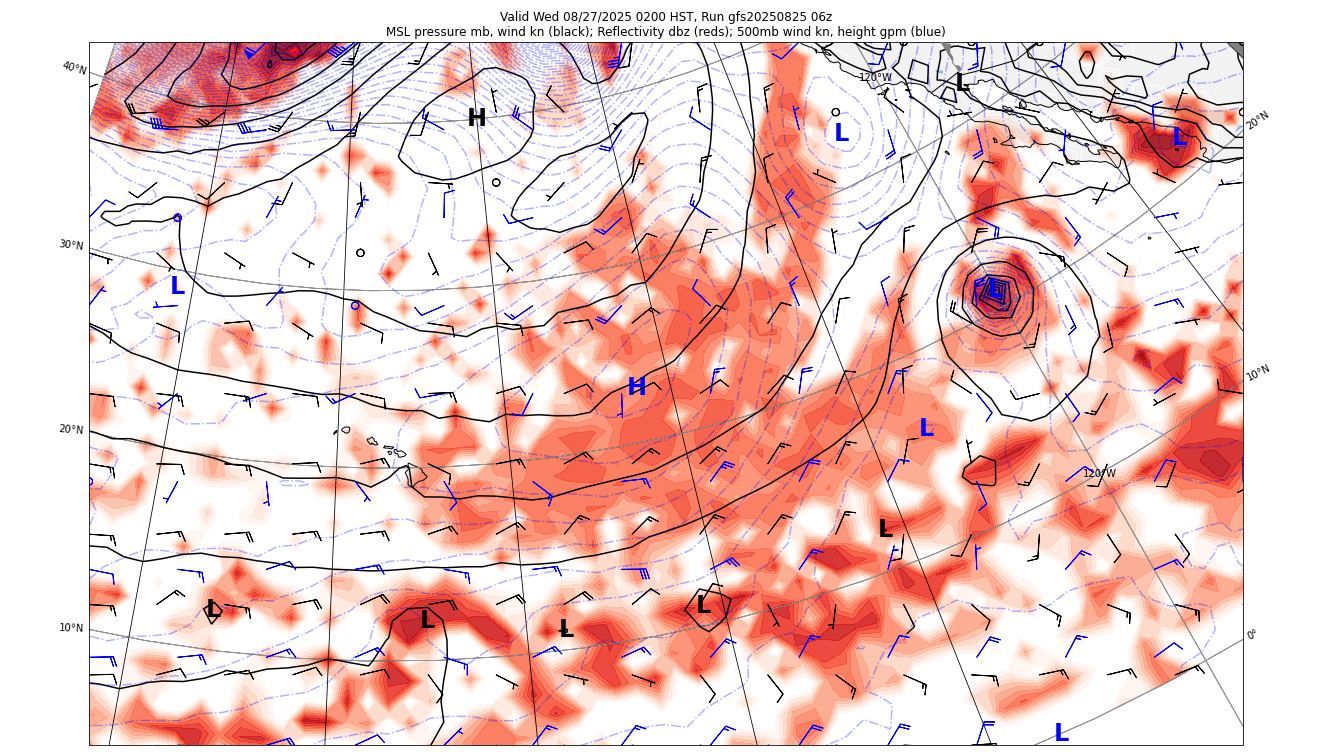 Valid Wed 08/27/2025 0200 HST, Run gfs20250825 06z
MSL pressure mb, wind kn (black); Reflectivity dbz (reds); 500mb wind kn, height gpm (blue)
40°N
120°W
L
H
L
L
20°N
30°N
L
L
10°N
H
20°N
L
120°W
L
10°N
L
L
L
L
0°
L